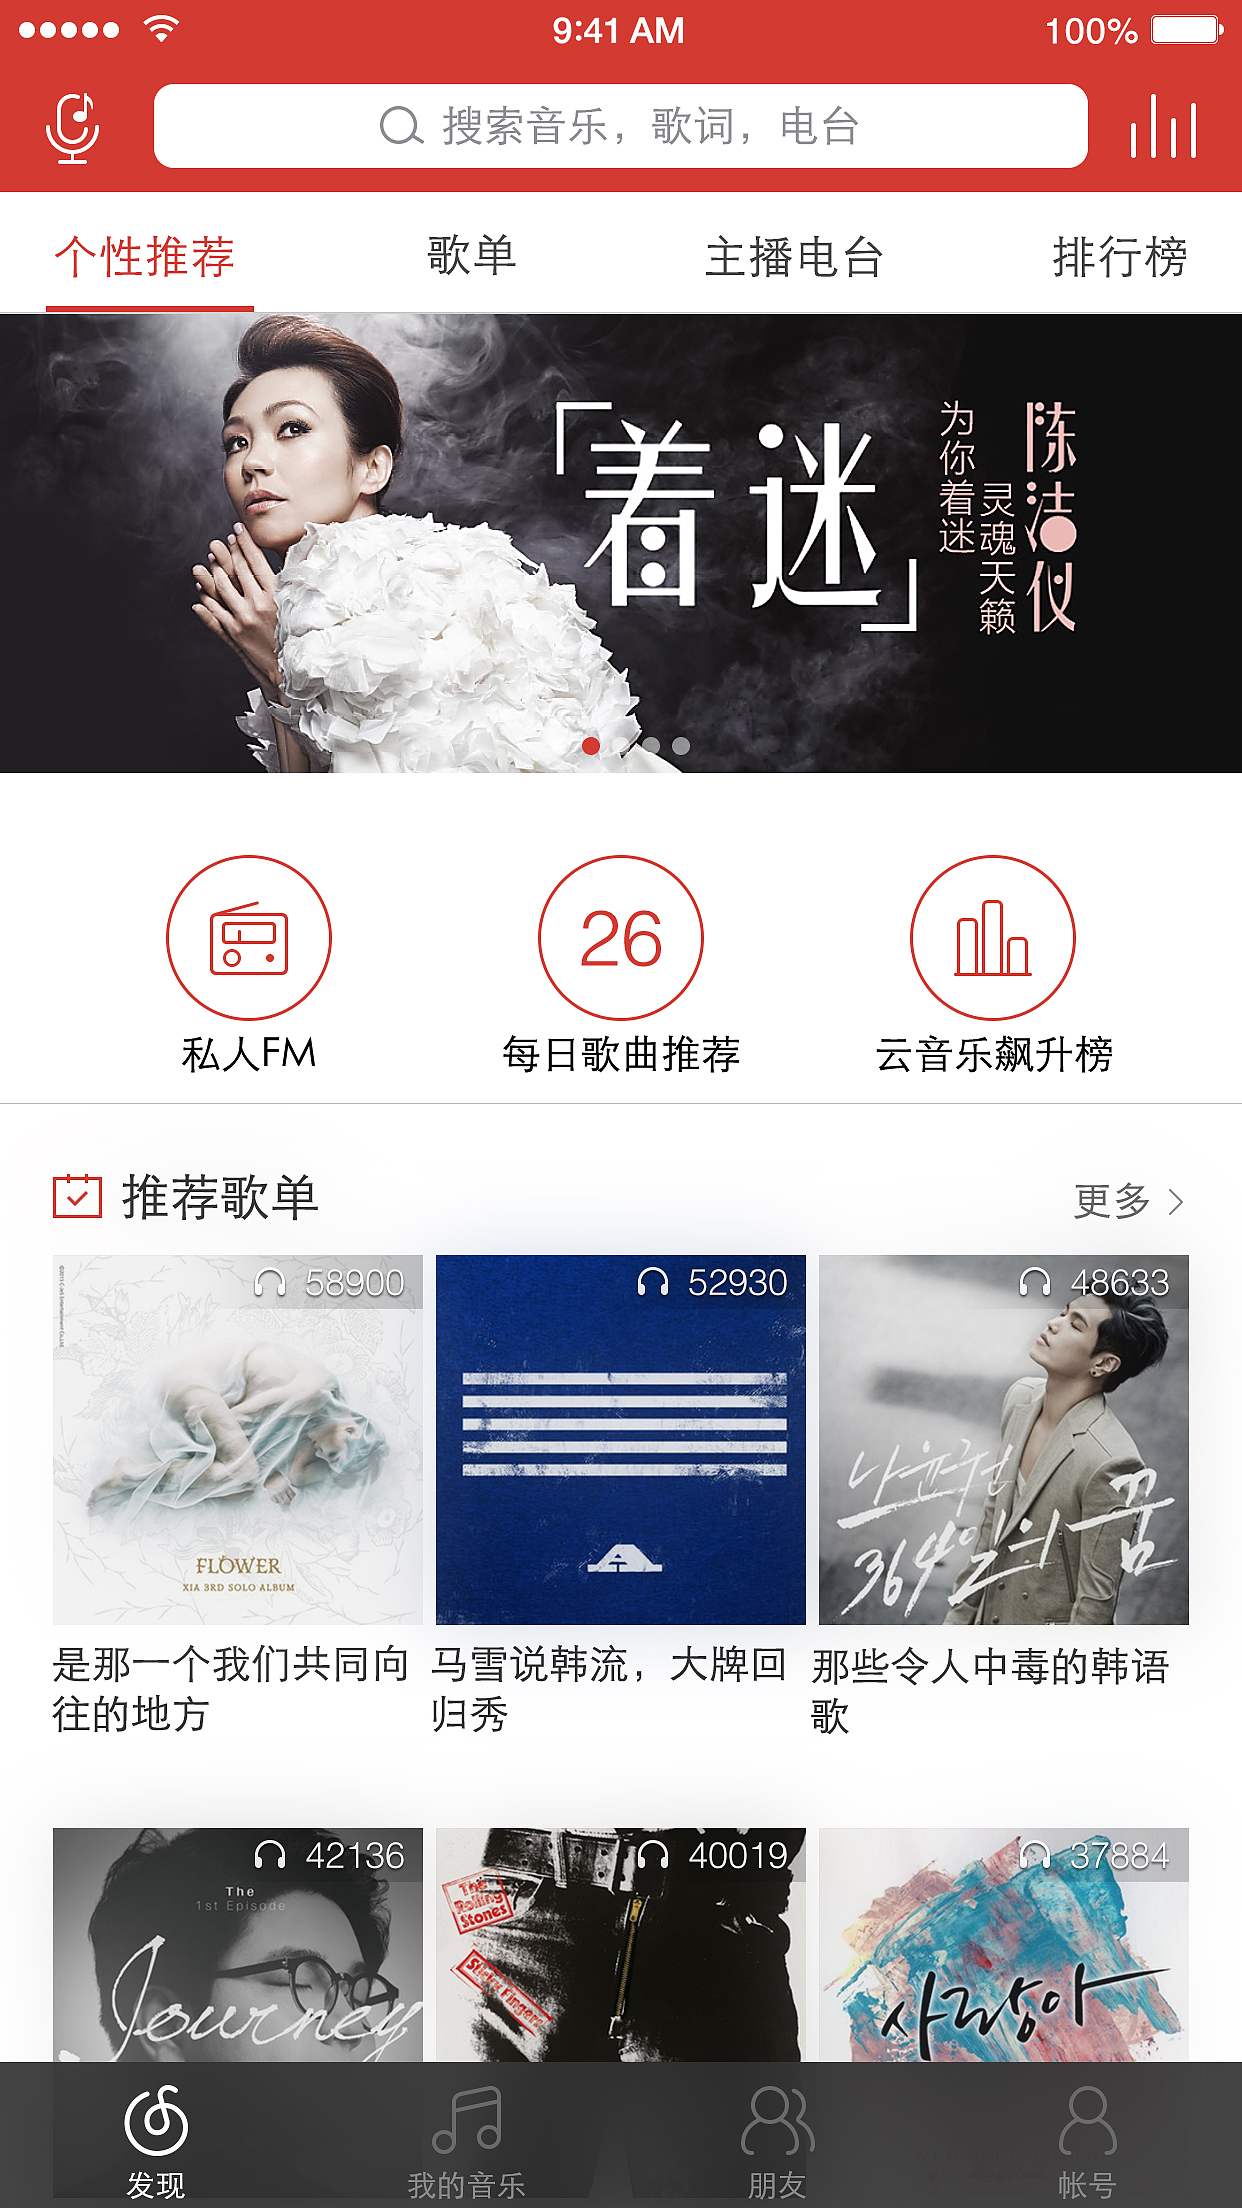 9:41 AM
100%
搜索音乐，歌词，电台
个性推荐
歌单
主播电台
排行榜
「着迷」
为你着迷
灵魂天籁
陈洁仪
26
私人FM
每日歌曲推荐
云音乐飙升榜
推荐歌单
更多
58900
FLOWER
XIA 3RD SOLO ALBUM
52930
48633
나윤권
364일의 꿈
是那一个我们共同向
往的地方
马雪说韩流，大牌回
归秀
那些令人中毒的韩语
歌
42136
The
1st Episode
Journey
40019
The
Rolling
Stones
Sticky Fingers
37884
사랑아
发现
我的音乐
朋友
帐号